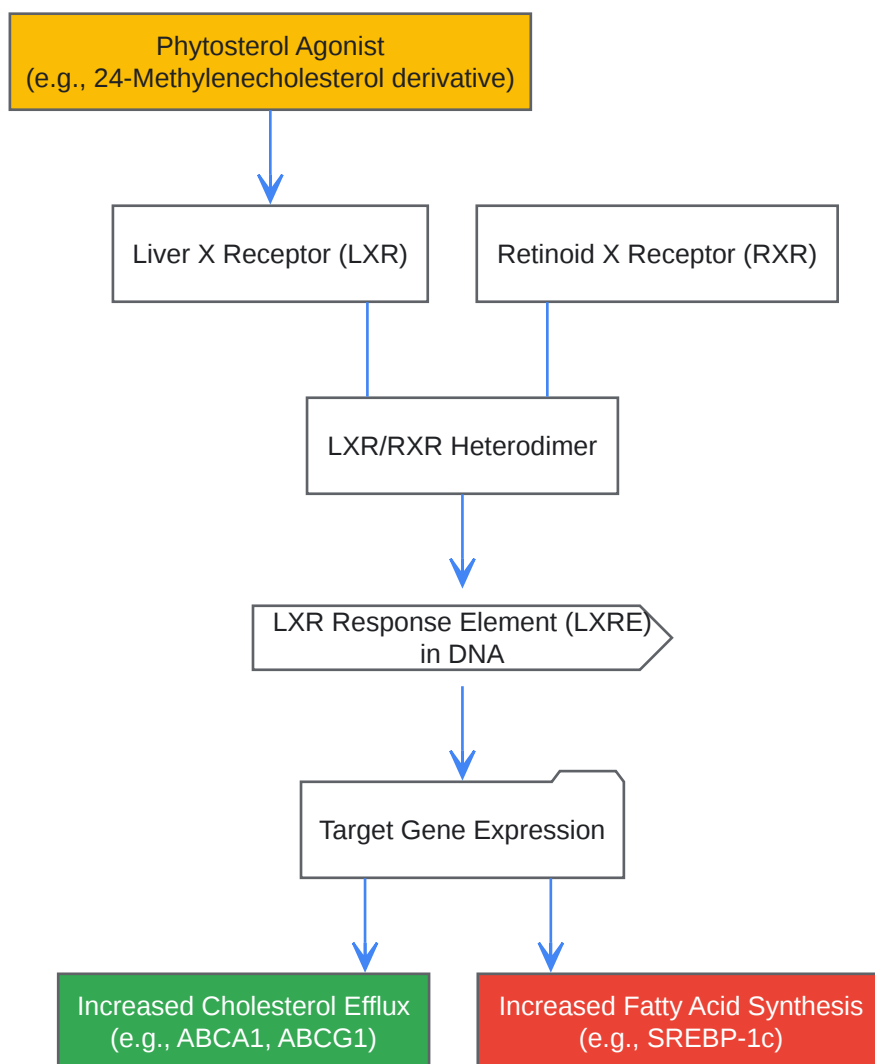 Phytosterol Agonist
(e.g., 24-Methylenecholesterol derivative)
Liver X Receptor (LXR)
Retinoid X Receptor (RXR)
LXR/RXR Heterodimer
LXR Response Element (LXRE)
in DNA
Target Gene Expression
Increased Cholesterol Efflux
(e.g., ABCA1, ABCG1)
Increased Fatty Acid Synthesis
(e.g., SREBP-1c)